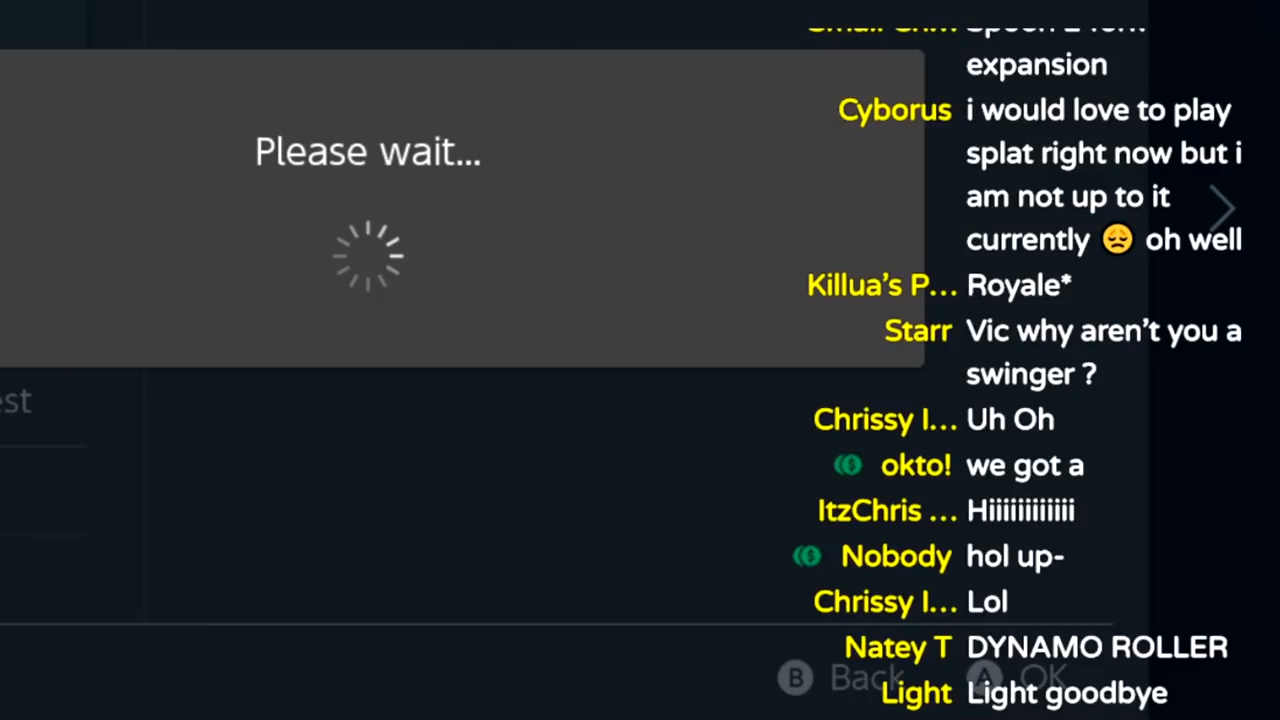 expansion
Cyborus i would love to play
splat right now but i
am not up to it
currently 😞 oh well
Killua's P... Royale*
Starr Vic why aren't you a
swinger ?
Chrissy I... Uh Oh
okto! we got a
ItzChris ... Hiiiiiiiiiiiii
Nobody hol up-
Chrissy I... Lol
Natey T DYNAMO ROLLER
Light Light goodbye
Please wait...
est
B Back A OK